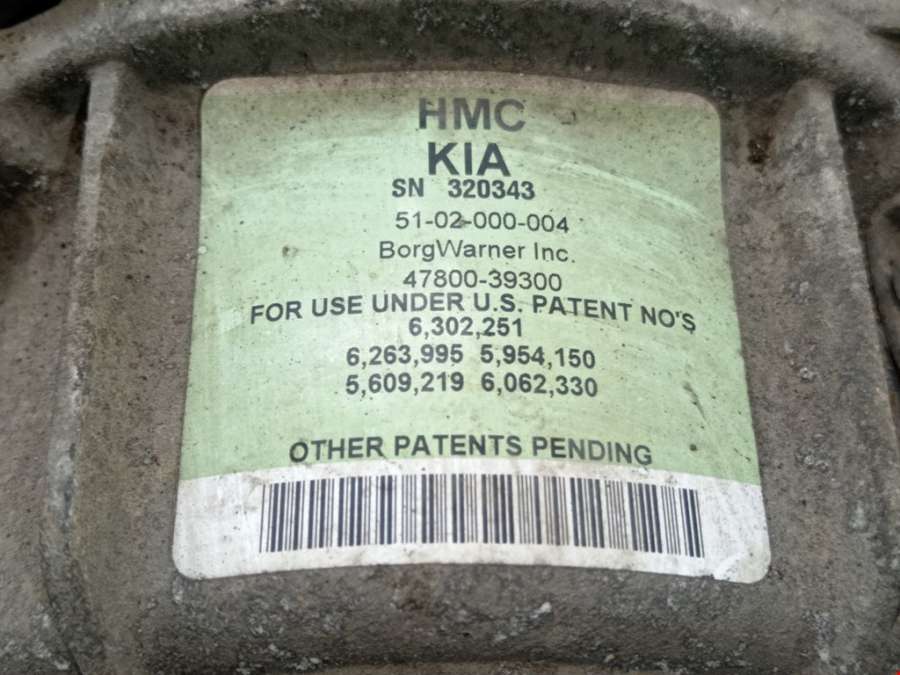 HMC
KIA
SN 320343
51-02-000-004
BorgWarner Inc.
47800-39300
FOR USE UNDER U.S. PATENT NO'S
6,302,251
6,263,995 5,954,150
5,609,219 6,062,330
OTHER PATENTS PENDING